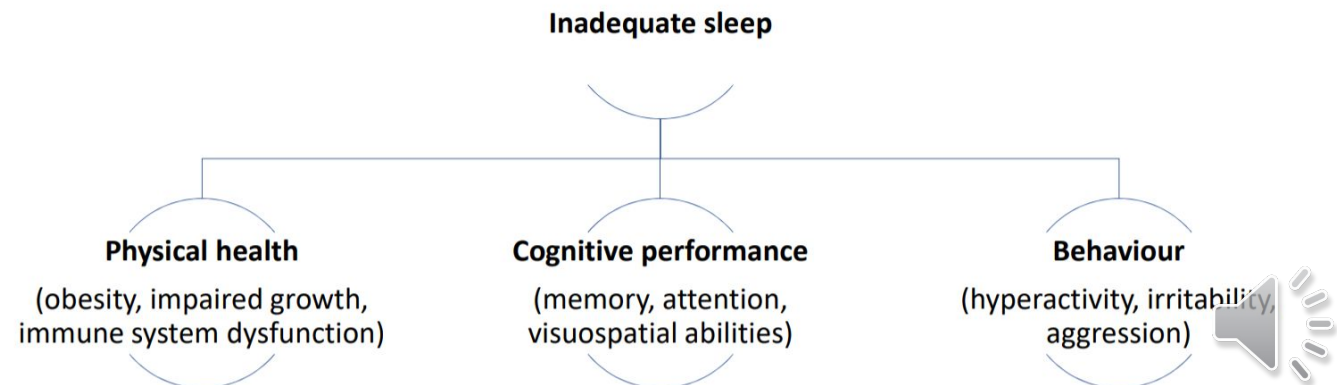 Inadequate sleep
Physical health
(obesity, impaired growth,
immune system dysfunction)
Cognitive performance
(memory, attention,
visuospatial abilities)
Behaviour
(hyperactivity, irritability,
aggression)